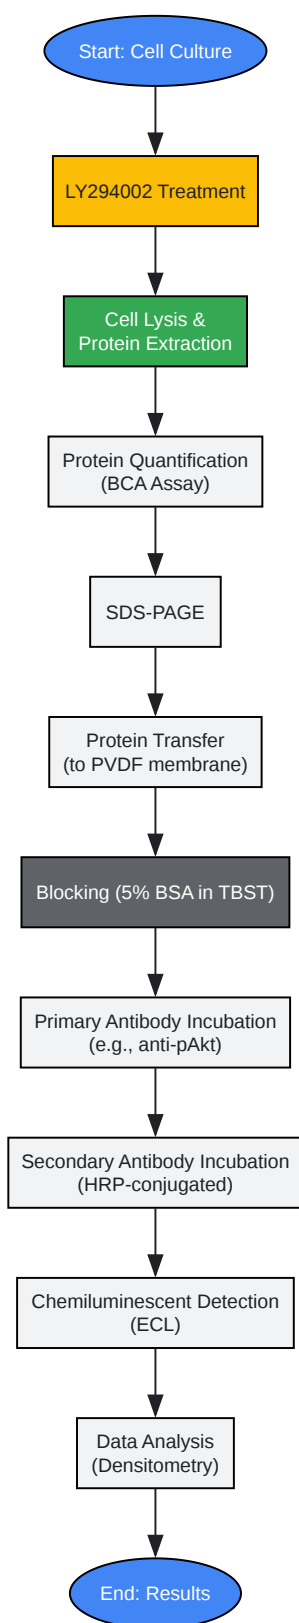 Start: Cell Culture
LY294002 Treatment
Cell Lysis &
Protein Extraction
Protein Quantification
(BCA Assay)
SDS-PAGE
Protein Transfer
(to PVDF membrane)
Blocking (5% BSA in TBST)
Primary Antibody Incubation
(e.g., anti-pAkt)
Secondary Antibody Incubation
(HRP-conjugated)
Chemiluminescent Detection
(ECL)
Data Analysis
(Densitometry)
End: Results